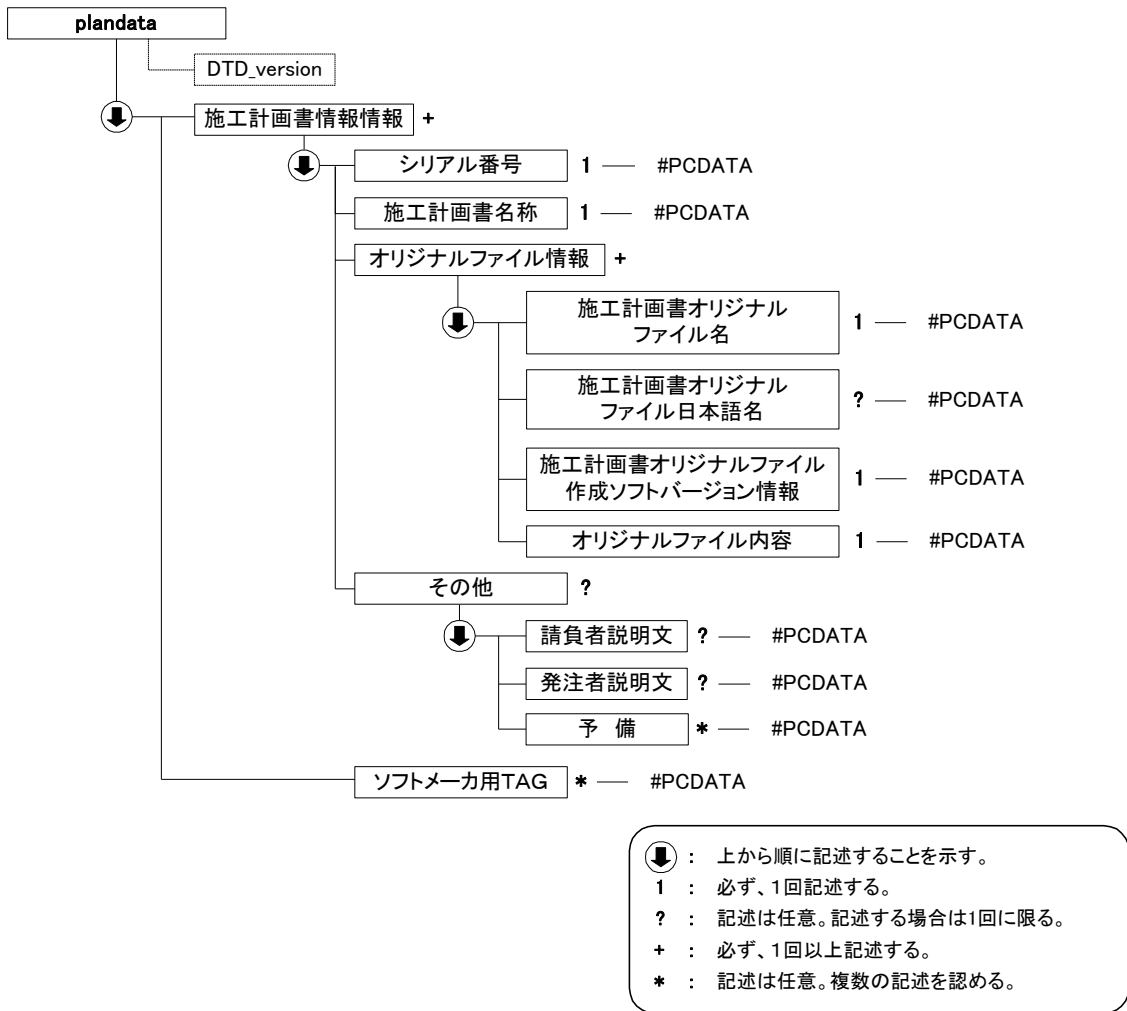 plandata
DTD_version
施工計画書情報情報 +
シリアル番号 1 #PCDATA
施工計画書名称 1 #PCDATA
オリジナルファイル情報 +
施工計画書オリジナル
ファイル名
1 #PCDATA
施工計画書オリジナル
ファイル日本語名
? #PCDATA
施工計画書オリジナルファイル
作成ソフトバージョン情報
1 #PCDATA
オリジナルファイル内容 1 #PCDATA
その他 ?
請負者説明文 ? #PCDATA
発注者説明文 ? #PCDATA
予 備 * #PCDATA
ソフトメーカ用TAG * #PCDATA
: 上から順に記述することを示す。
1 : 必ず、1回記述する。
? : 記述は任意。記述する場合は1回に限る。
+ : 必ず、1回以上記述する。
* : 記述は任意。複数の記述を認める。